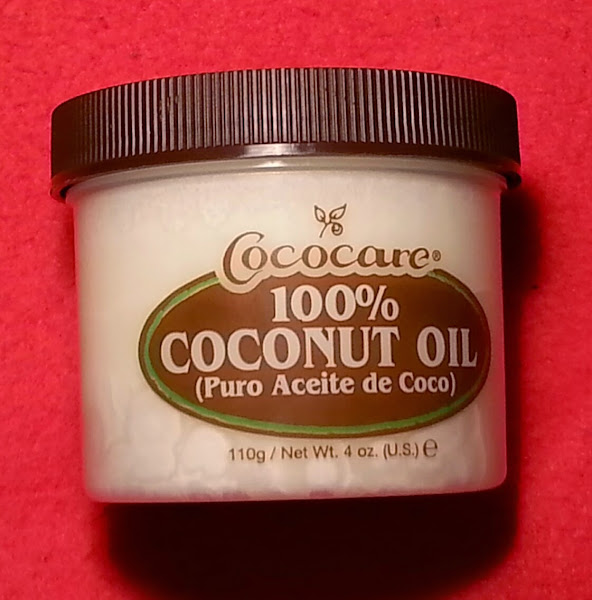 Cococare®
100%
COCONUT OIL
(Puro Aceite de Coco)
110g / Net Wt. 4 oz. (U.S.) ℮